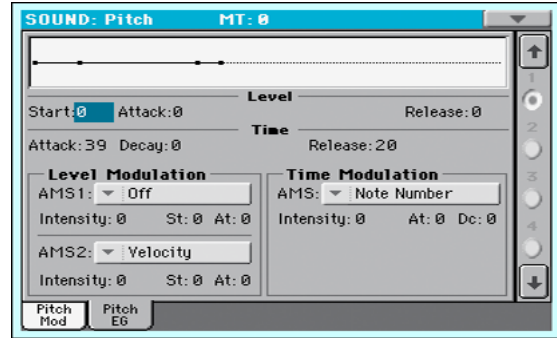 SOUND: Pitch MT: 0
Level
Start:0 Attack:0 Release:0
Time
Attack:39 Decay:0 Release:20
Level Modulation
AMS1: Off
Intensity:0 St:0 At:0
AMS2: Velocity
Intensity:0 St:0 At:0
Time Modulation
AMS: Note Number
Intensity:0 At:0 Dc:0
1
2
3
4
Pitch Mod
Pitch EG